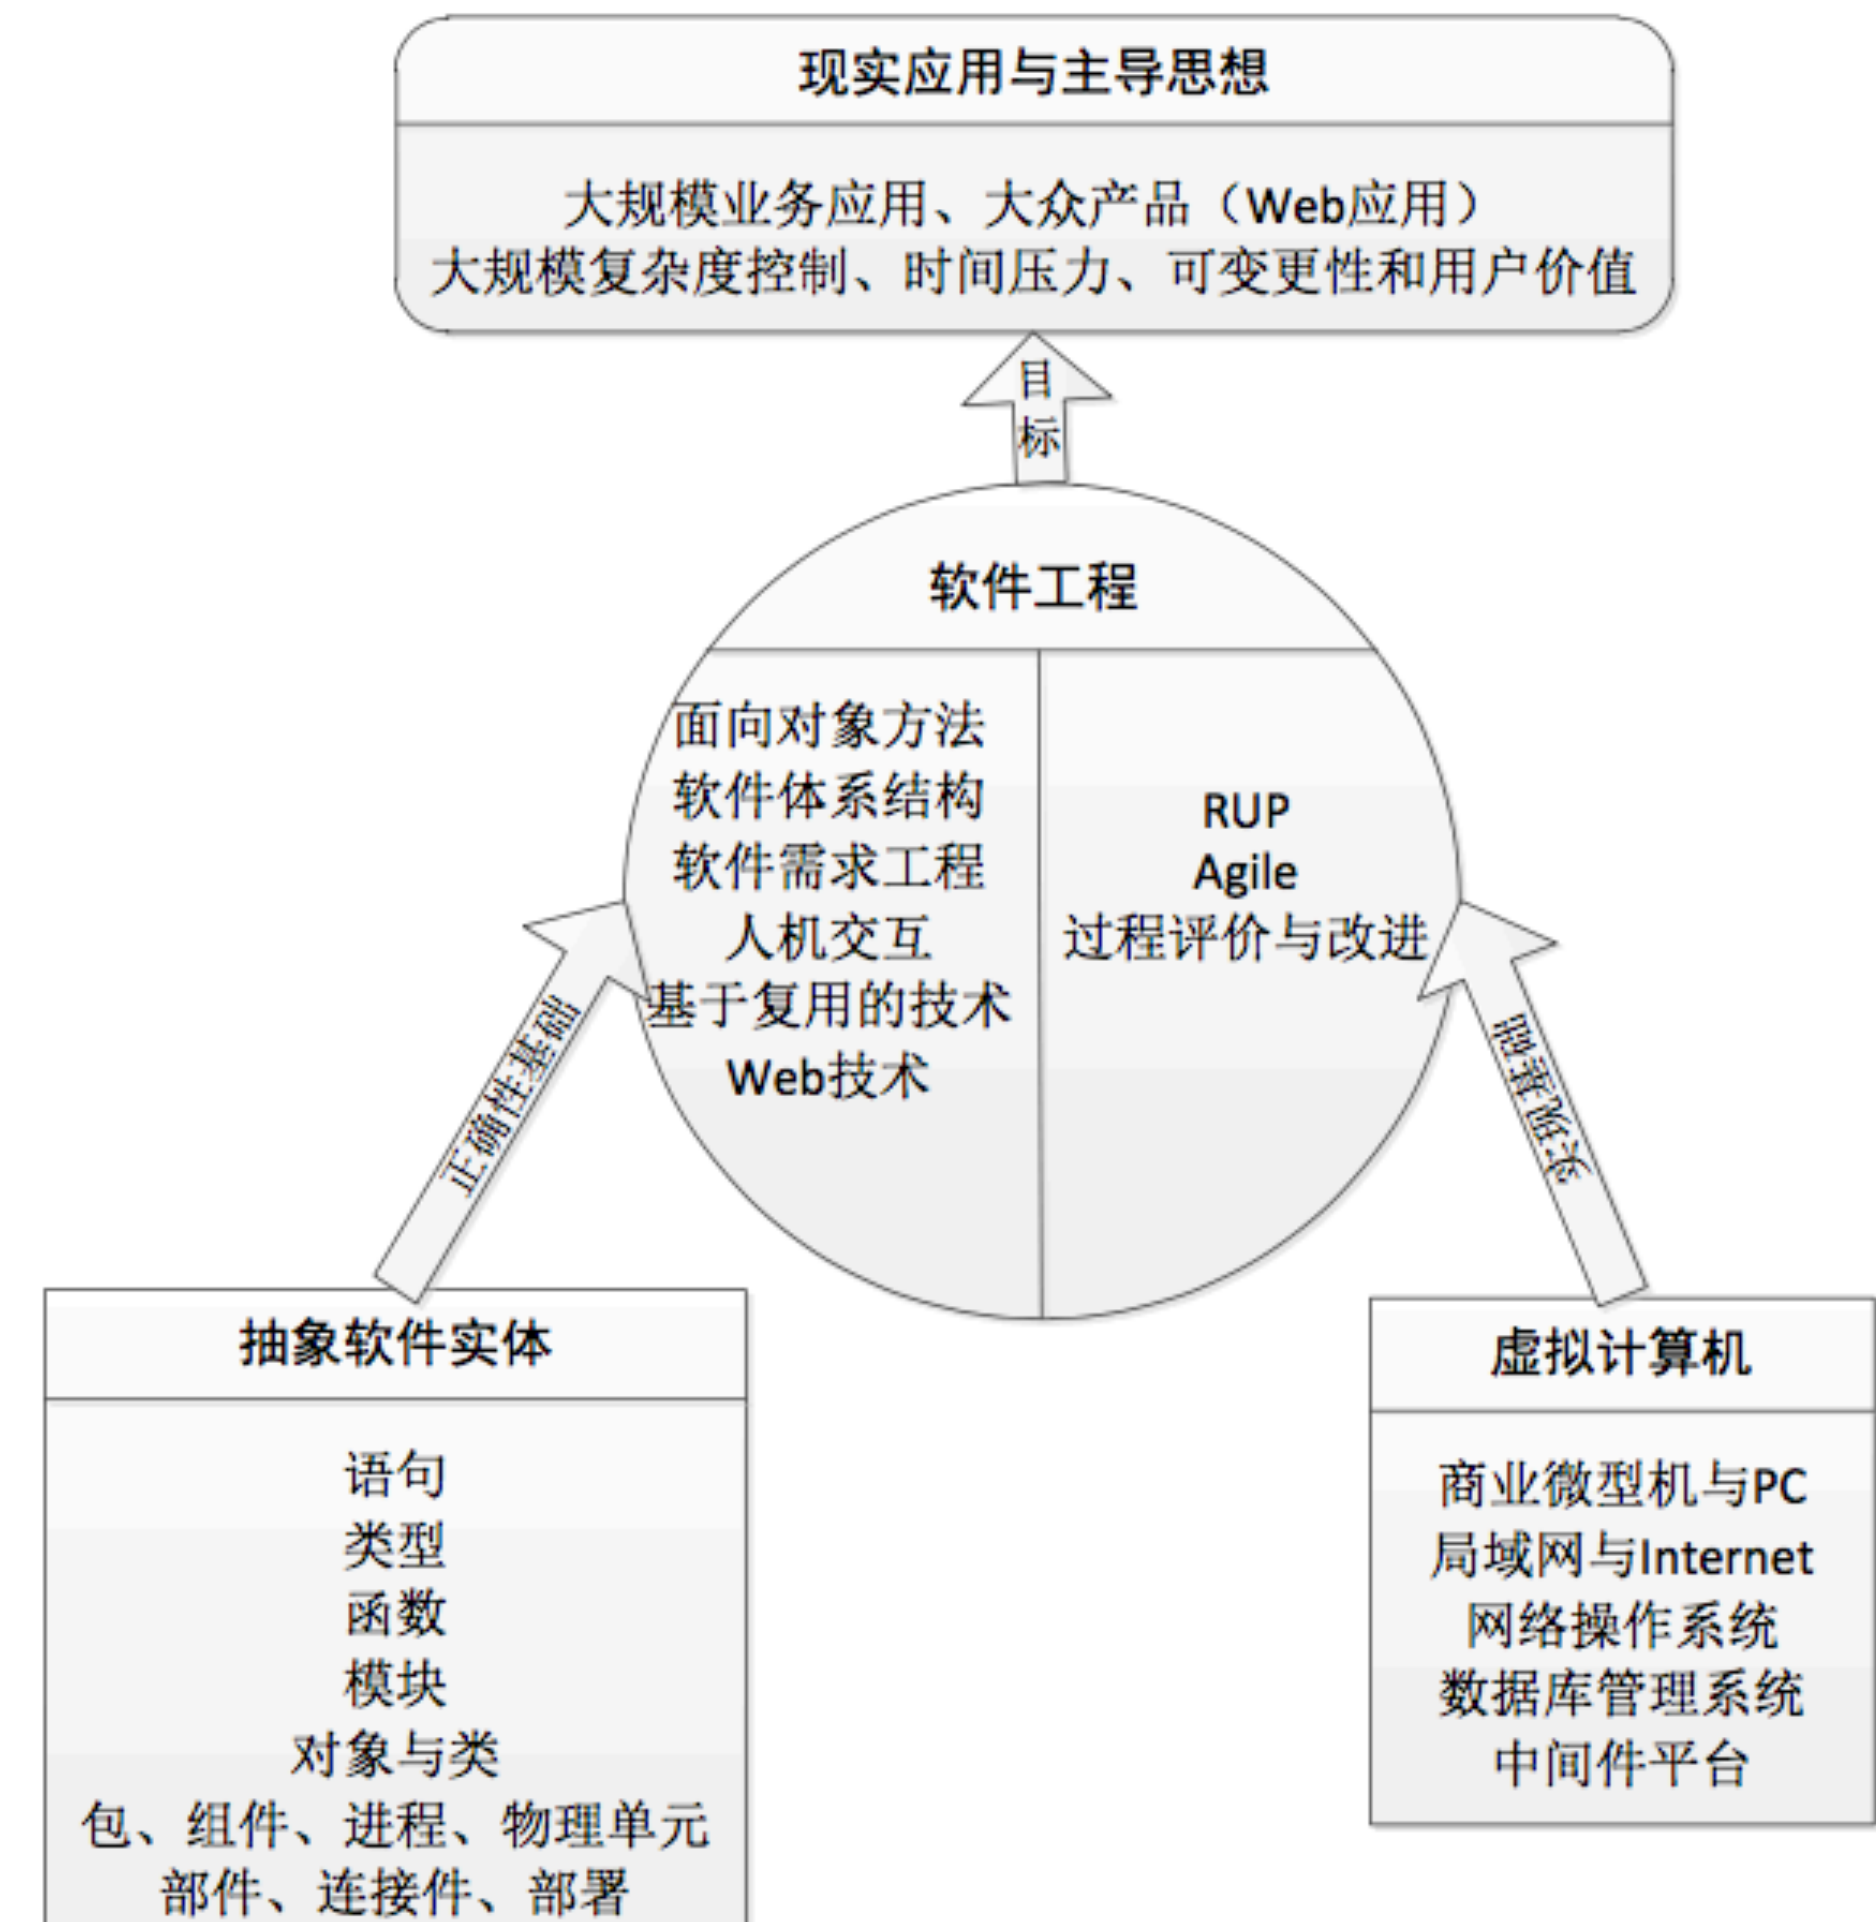 现实应用与主导思想
大规模业务应用、大众产品（Web应用）
大规模复杂度控制、时间压力、可变更性和用户价值
目
标
软件工程
面向对象方法
软件体系结构
软件需求工程
人机交互
基于复用的技术
Web技术
RUP
Agile
过程评价与改进
正确性基础
实现基础
抽象软件实体
语句
类型
函数
模块
对象与类
包、组件、进程、物理单元
部件、连接件、部署
虚拟计算机
商业微型机与PC
局域网与Internet
网络操作系统
数据库管理系统
中间件平台